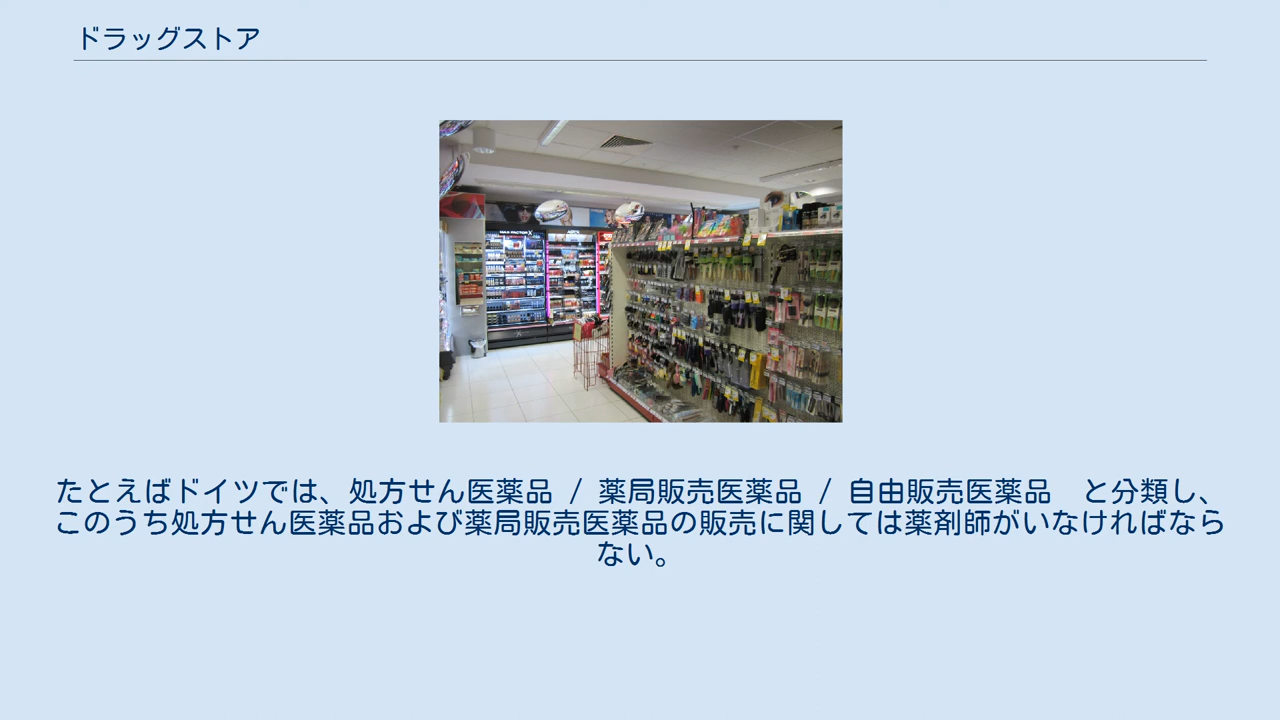 ドラッグストア
MAX FACTOR X
たとえばドイツでは、処方せん医薬品 / 薬局販売医薬品 / 自由販売医薬品　と分類し、
このうち処方せん医薬品および薬局販売医薬品の販売に関しては薬剤師がいなければなら
ない。